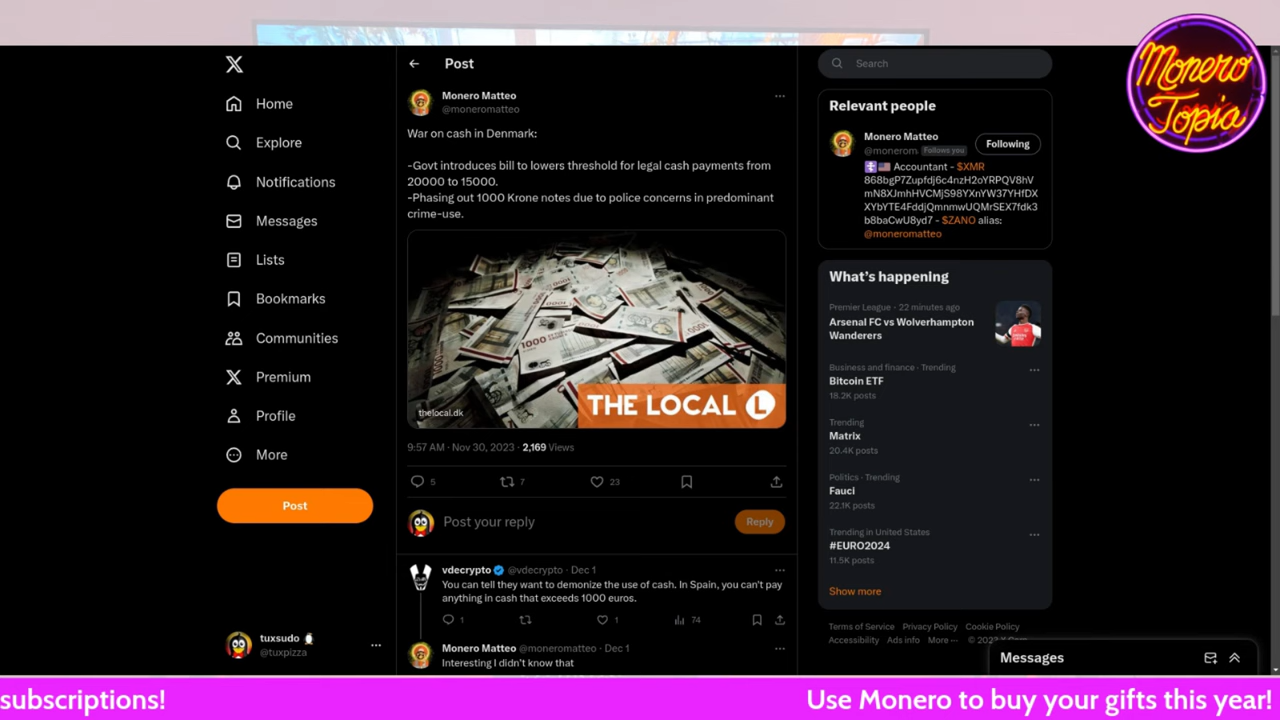 Monero
Topia
Home
Explore
Notifications
Messages
Lists
Bookmarks
Communities
Premium
Profile
More
Post
tuxsudo
@tuxpizza
Post
Monero Matteo
@moneromatteo
War on cash in Denmark:
-Govt introduces bill to lowers threshold for legal cash payments from
20000 to 15000.
-Phasing out 1000 Krone notes due to police concerns in predominant
crime-use.
1000
1000
thelocal.dk
THE LOCAL L
9:57 AM · Nov 30, 2023 · 2,169 Views
5 7 23
Post your reply
Reply
vdecrypto @vdecrypto · Dec 1
You can tell they want to demonize the use of cash. In Spain, you can't pay
anything in cash that exceeds 1000 euros.
1 1 74
Monero Matteo @moneromatteo · Dec 1
Interesting I didn't know that
Search
Relevant people
Monero Matteo
@monerom. Follows you
Following
Accountant - $XMR
868bgP7Zupfdj6c4nzH2oYRPQV8hV
mN8XJmhHVCMjS98YXnYW37YHfDX
XYbYTE4FddjQmnmwUQMrSEX7fdk3
b8baCwU8yd7 - $ZANO alias:
@moneromatteo
What's happening
Premier League · 22 minutes ago
Arsenal FC vs Wolverhampton
Wanderers
Business and finance · Trending
Bitcoin ETF
18.2K posts
Trending
Matrix
20.4K posts
Politics · Trending
Fauci
22.1K posts
Trending in United States
#EURO2024
11.5K posts
Show more
Terms of Service Privacy Policy Cookie Policy
Accessibility Ads info More ··· © 2023 X Corp.
Messages
subscriptions!
Use Monero to buy your gifts this year!